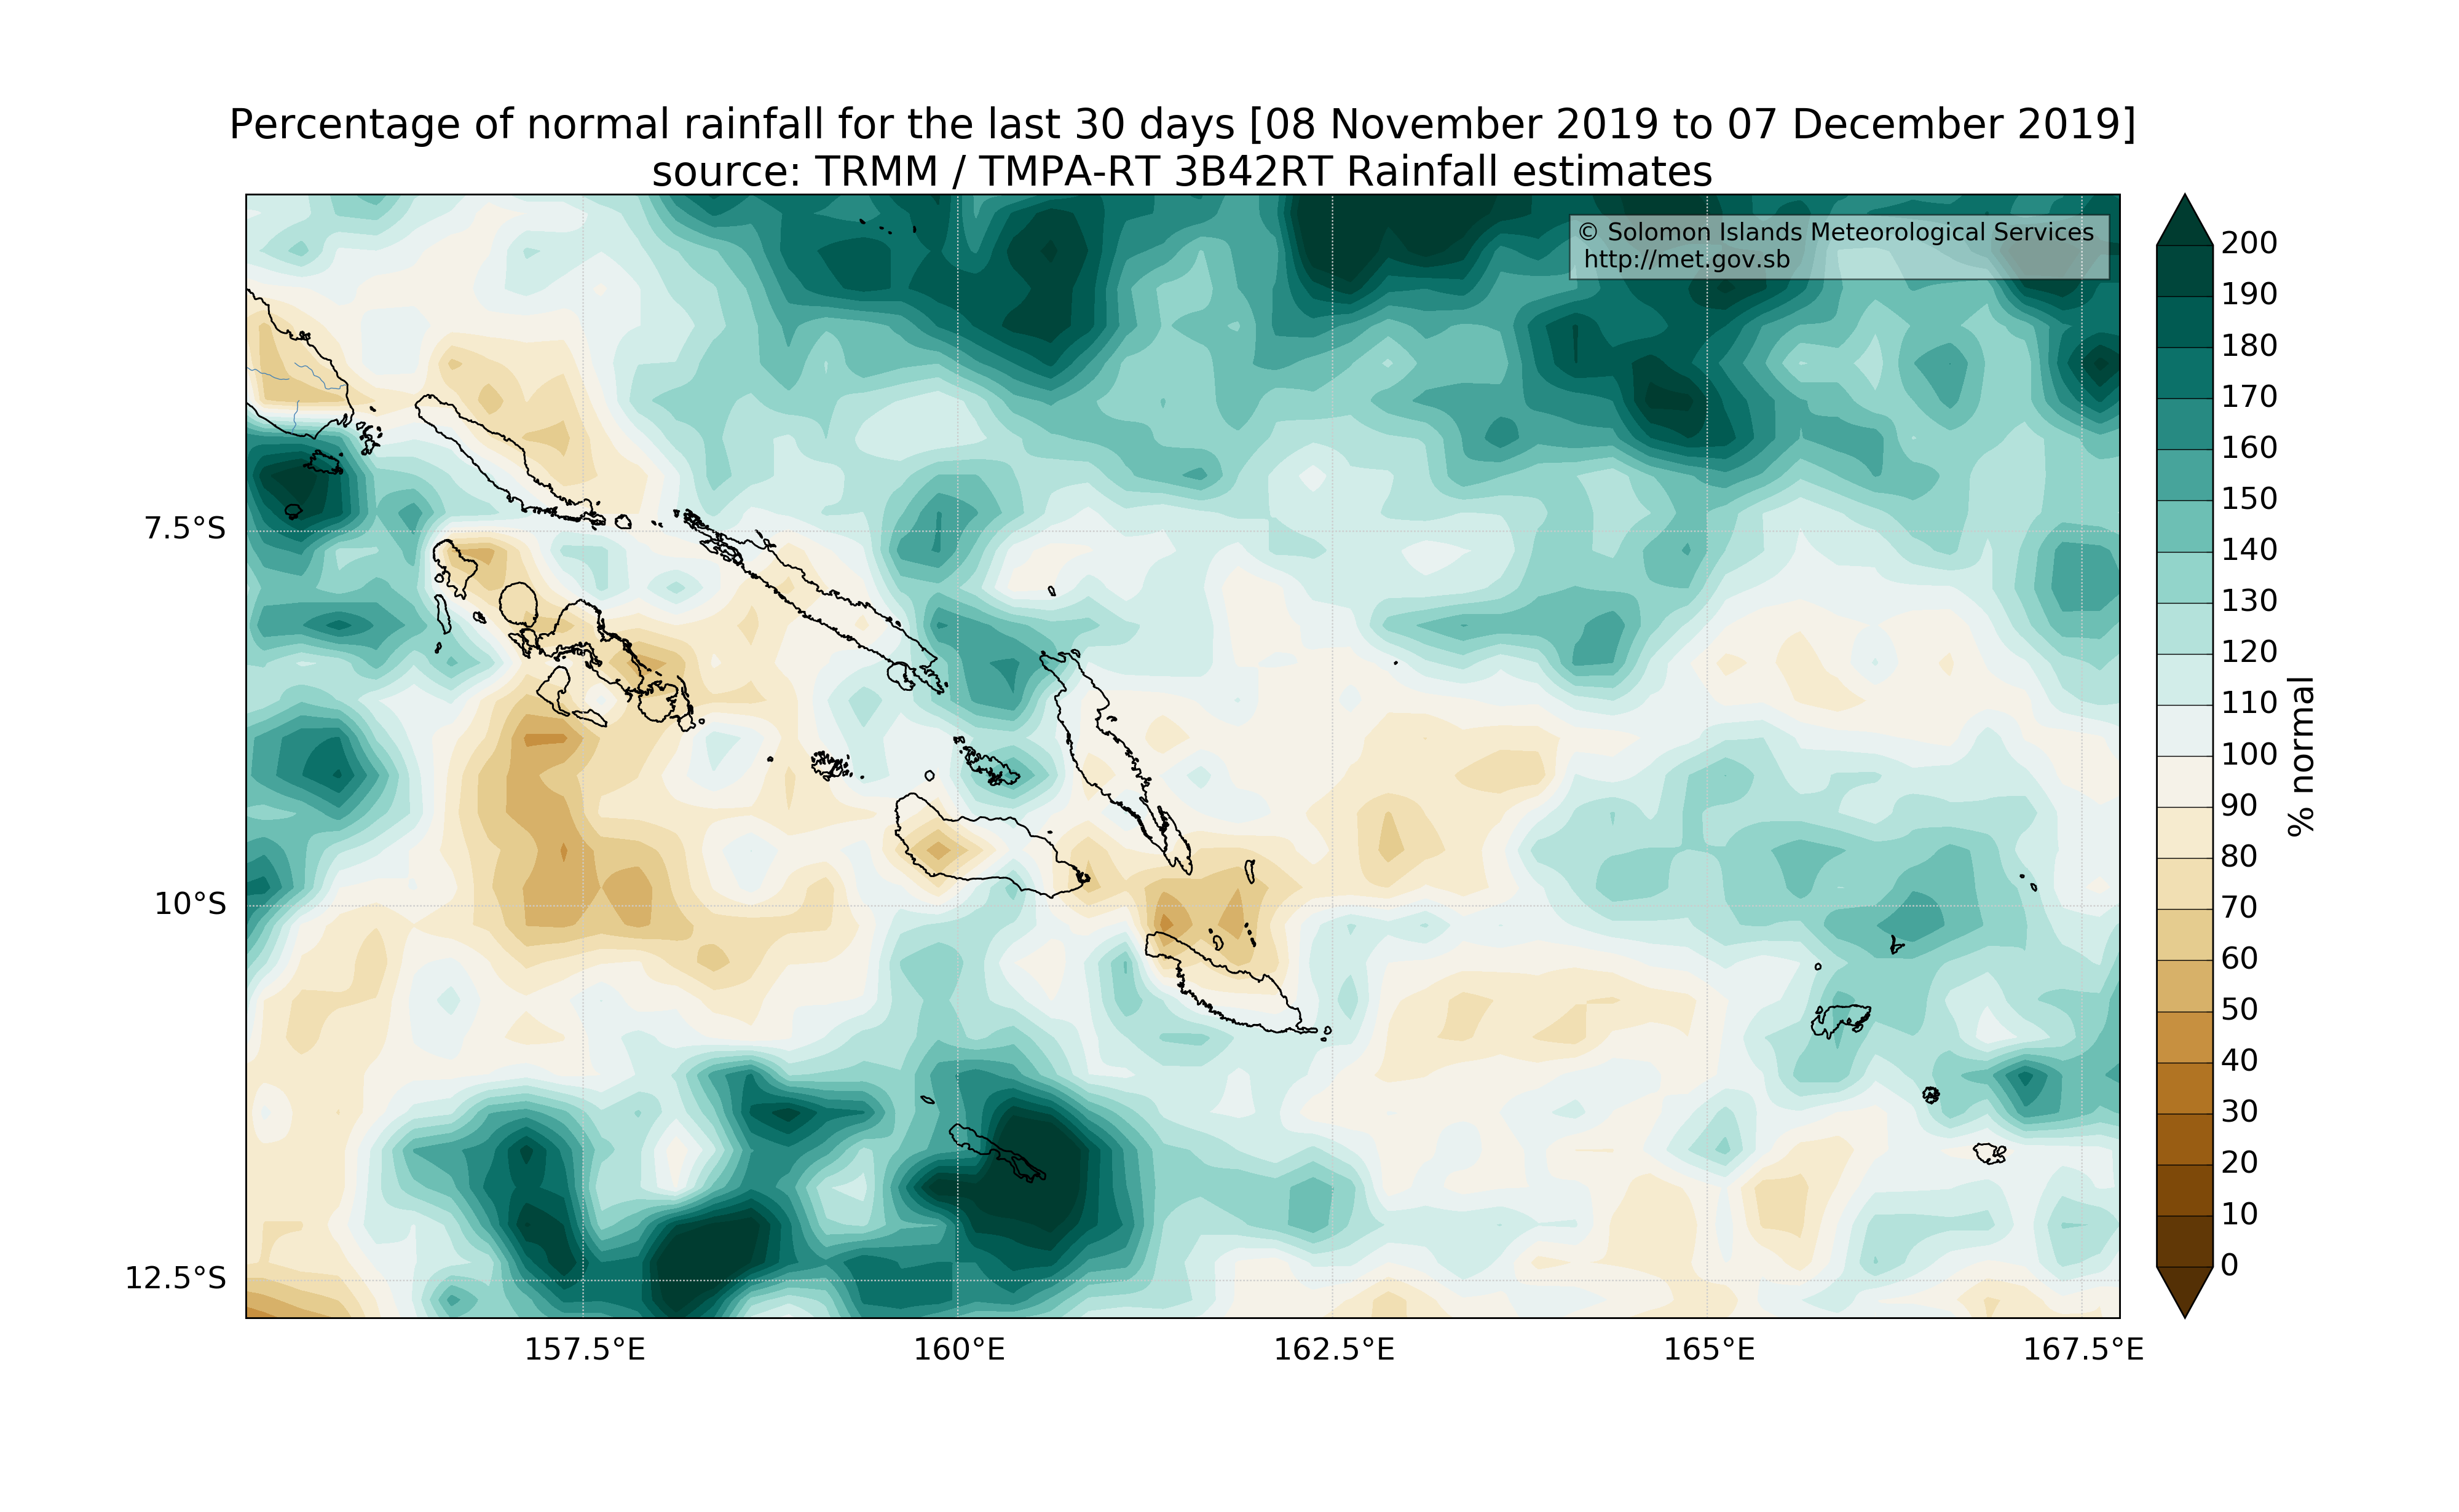 Percentage of normal rainfall for the last 30 days [08 November 2019 to 07 December 2019]
source: TRMM / TMPA-RT 3B42RT Rainfall estimates
© Solomon Islands Meteorological Services
http://met.gov.sb
7.5°S
10°S
12.5°S
157.5°E
160°E
162.5°E
165°E
167.5°E
200
190
180
170
160
150
140
130
120
110
100
90
80
70
60
50
40
30
20
10
0
% normal